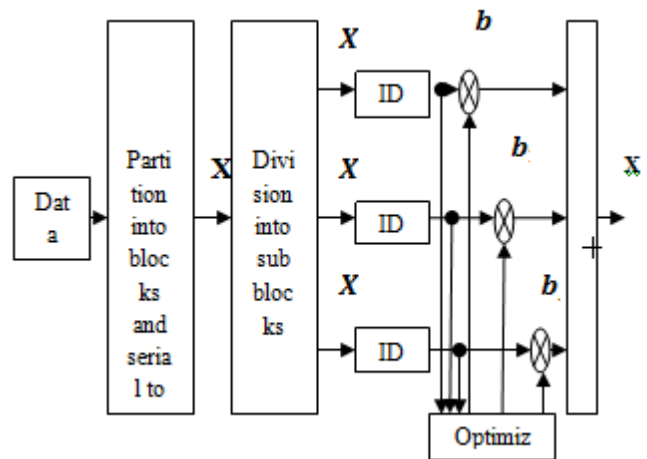 X
b
ID
Parti
tion
into
bloc
ks
and
seria
l to
X
Divi
sion
into
sub
bloc
ks
X
b
x
Dat
a
ID
X
b
+
ID
Optimiz